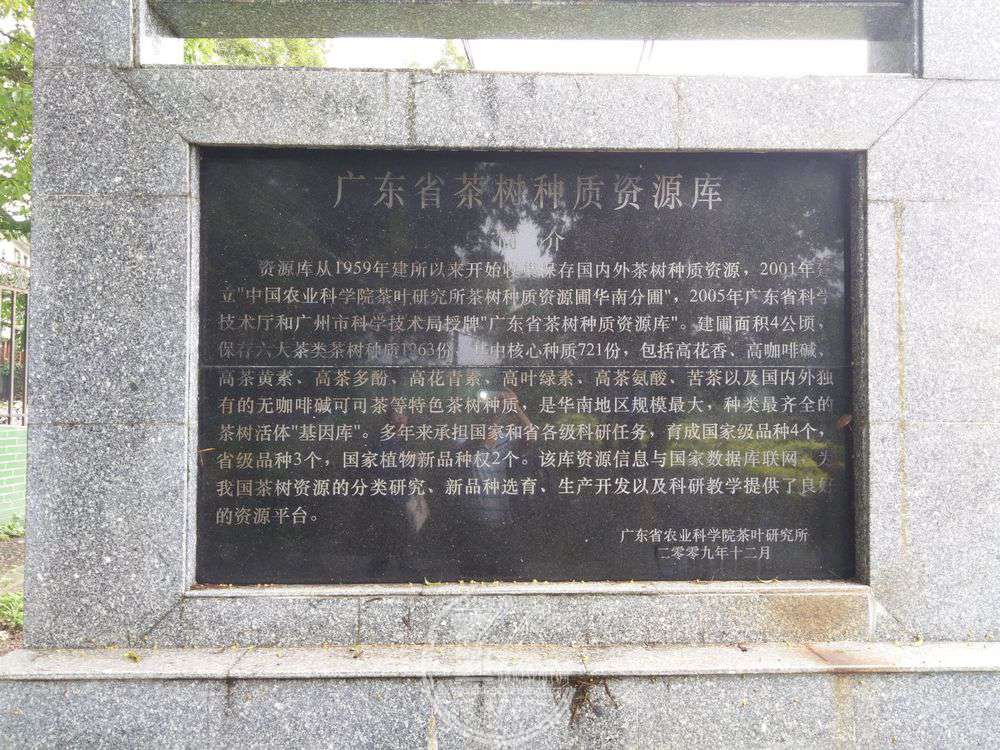 广东省茶树种质资源库
简介
资源库从1959年建所以来开始收集保存国内外茶树种质资源，2001年建
立"中国农业科学院茶叶研究所茶树种质资源圃华南分圃"，2005年广东省科学
技术厅和广州市科学技术局授牌"广东省茶树种质资源库"。建圃面积4公顷，
保存六大茶类茶树种质1363份，其中核心种质721份，包括高花香、高咖啡碱、
高茶黄素、高茶多酚、高花青素、高叶绿素、高茶氨酸、苦茶以及国内外独
有的无咖啡碱可可茶等特色茶树种质，是华南地区规模最大，种类最齐全的
茶树活体"基因库"。多年来承担国家和省各级科研任务，育成国家级品种4个，
省级品种3个，国家植物新品种权2个。该库资源信息与国家数据库联网，为
我国茶树资源的分类研究、新品种选育、生产开发以及科研教学提供了良好
的资源平台。
广东省农业科学院茶叶研究所
二零零九年十二月